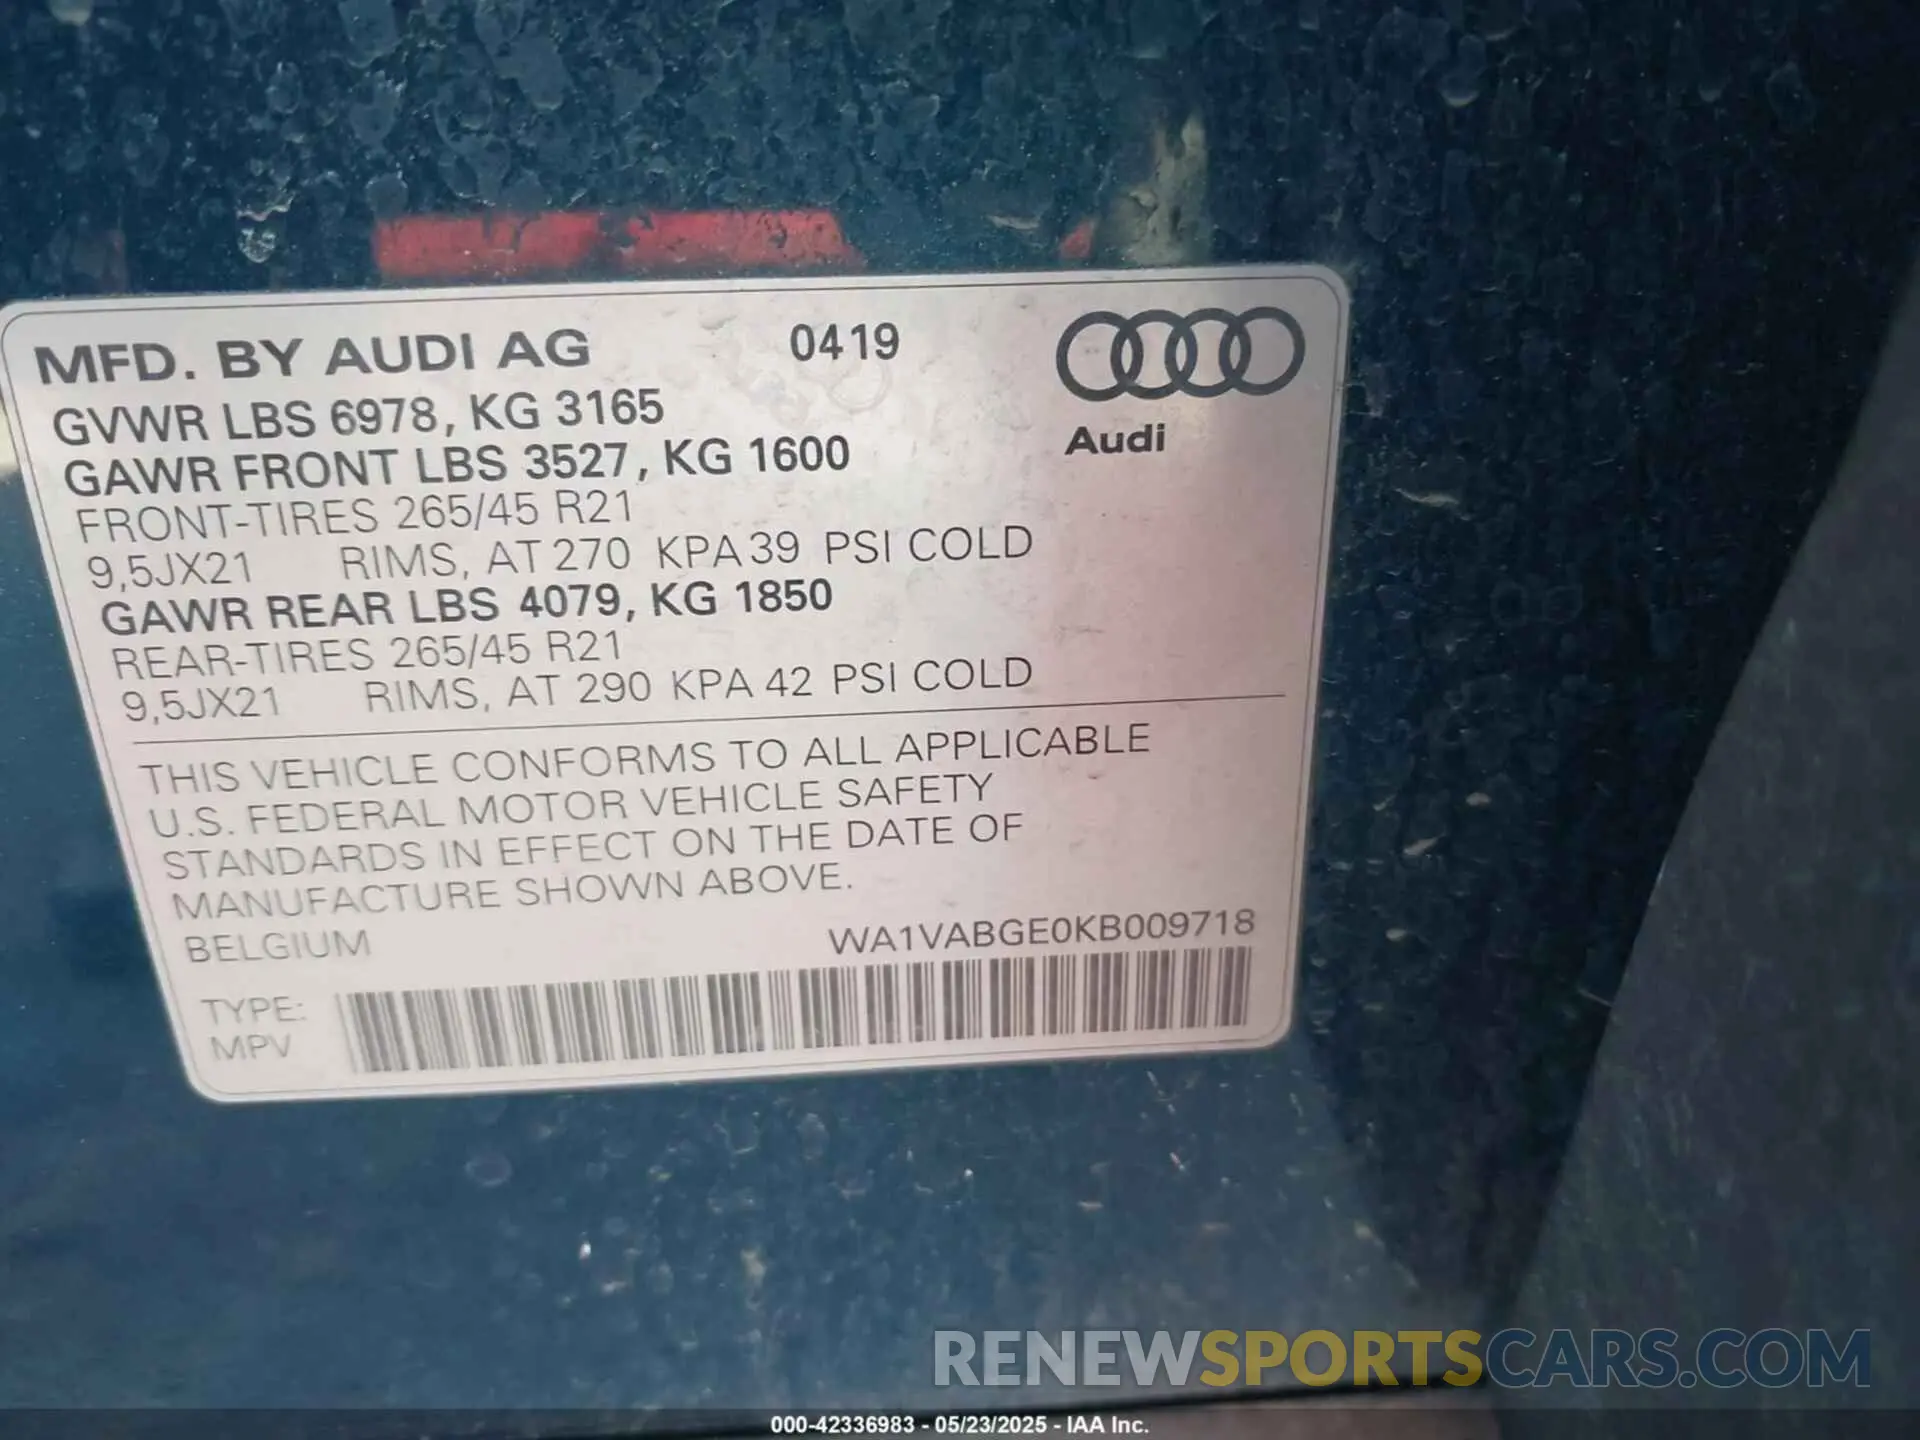 MFD. BY AUDI AG 0419
GVWR LBS 6978, KG 3165
GAWR FRONT LBS 3527, KG 1600
Audi
FRONT-TIRES 265/45 R21
9,5JX21 RIMS, AT 270 KPA 39 PSI COLD
GAWR REAR LBS 4079, KG 1850
REAR-TIRES 265/45 R21
9,5JX21 RIMS, AT 290 KPA 42 PSI COLD
THIS VEHICLE CONFORMS TO ALL APPLICABLE
U.S. FEDERAL MOTOR VEHICLE SAFETY
STANDARDS IN EFFECT ON THE DATE OF
MANUFACTURE SHOWN ABOVE.
BELGIUM WA1VABGE0KB009718
TYPE:
MPV
RENEWSPORTSCARS.COM
000-42336983 - 05/23/2025 - IAA Inc.